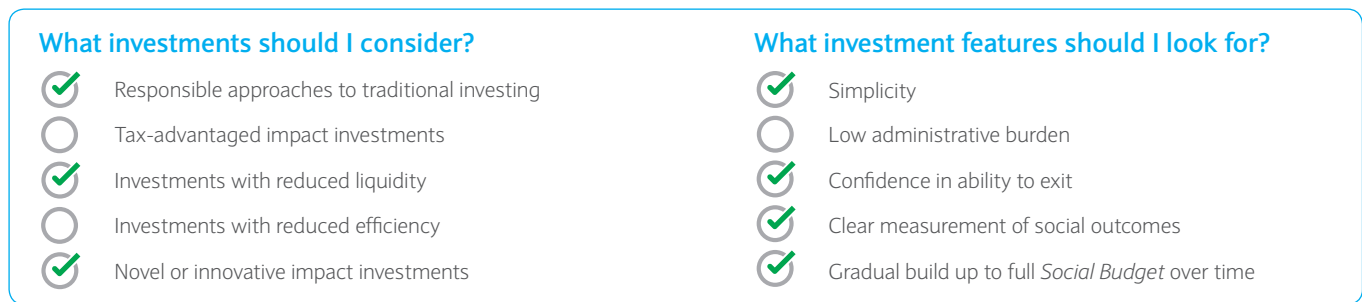 What investments should I consider?
Responsible approaches to traditional investing
Tax-advantaged impact investments
Investments with reduced liquidity
Investments with reduced efficiency
Novel or innovative impact investments
What investment features should I look for?
Simplicity
Low administrative burden
Confidence in ability to exit
Clear measurement of social outcomes
Gradual build up to full Social Budget over time